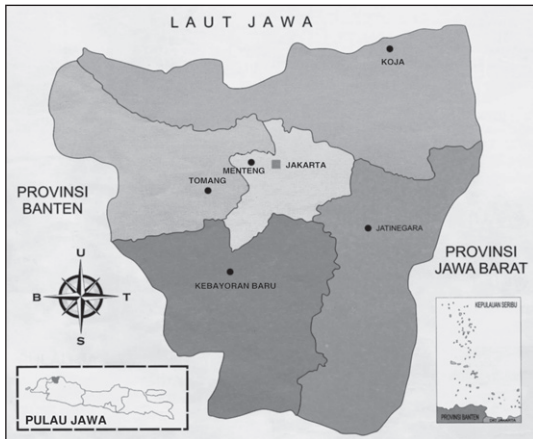 LAUT JAWA
KOJA
MENTENG
JAKARTA
TOMANG
PROVINSI
BANTEN
JATINEGARA
PROVINSI
JAWA BARAT
KEBAYORAN BARU
U
B
T
S
KEPULAUAN SERIBU
PROVINSI BANTEN
PULAU JAWA